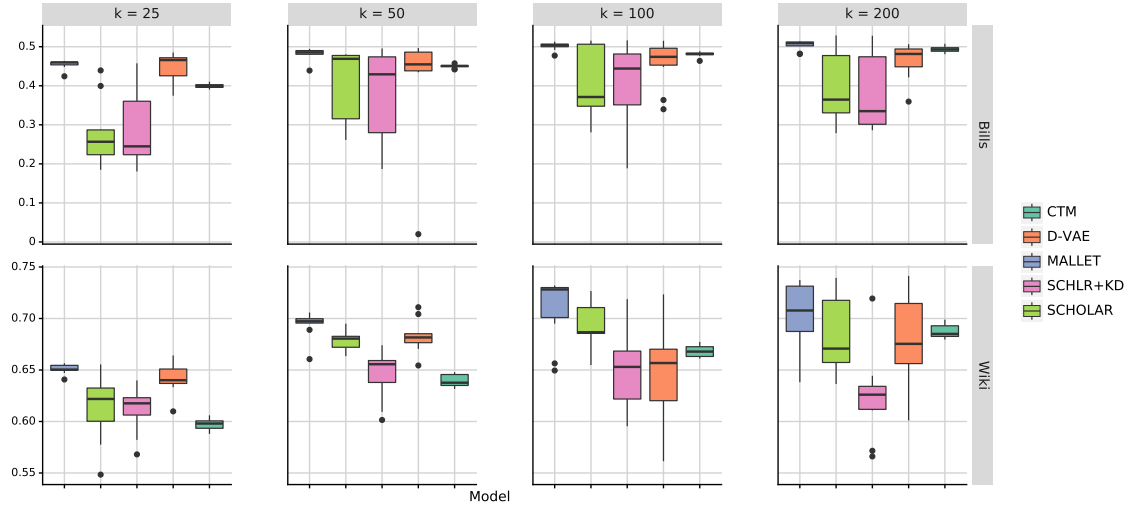 k = 25 k = 50 k = 100 k = 200
0.5
0.4
0.3
0.2
0.1
0
Bills
0.75
0.70
0.65
0.60
0.55
Wiki
Model
CTM
D-VAE
MALLET
SCHLR+KD
SCHOLAR